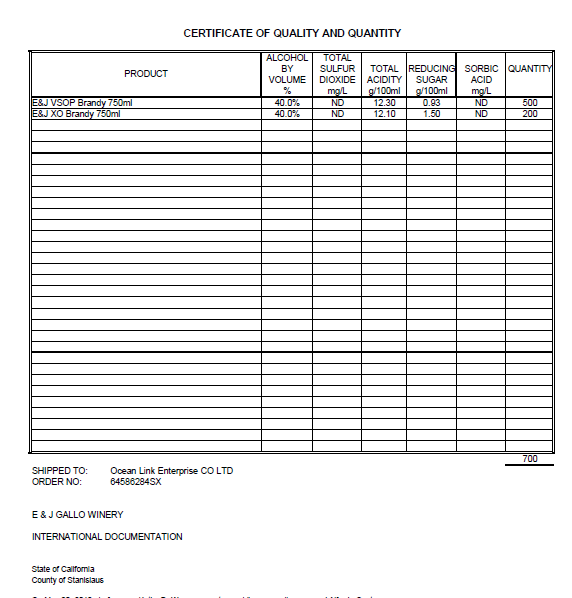 CERTIFICATE OF QUALITY AND QUANTITY
PRODUCT
ALCOHOL BY VOLUME %
TOTAL SULFUR DIOXIDE mg/L
TOTAL ACIDITY g/100ml
REDUCING SUGAR g/100ml
SORBIC ACID mg/L
QUANTITY
E&J VSOP Brandy 750ml 40.0% ND 12.30 0.93 ND 500
E&J XO Brandy 750ml 40.0% ND 12.10 1.50 ND 200
700
SHIPPED TO: Ocean Link Enterprise CO LTD
ORDER NO: 64586284SX
E & J GALLO WINERY
INTERNATIONAL DOCUMENTATION
State of California
County of Stanislaus